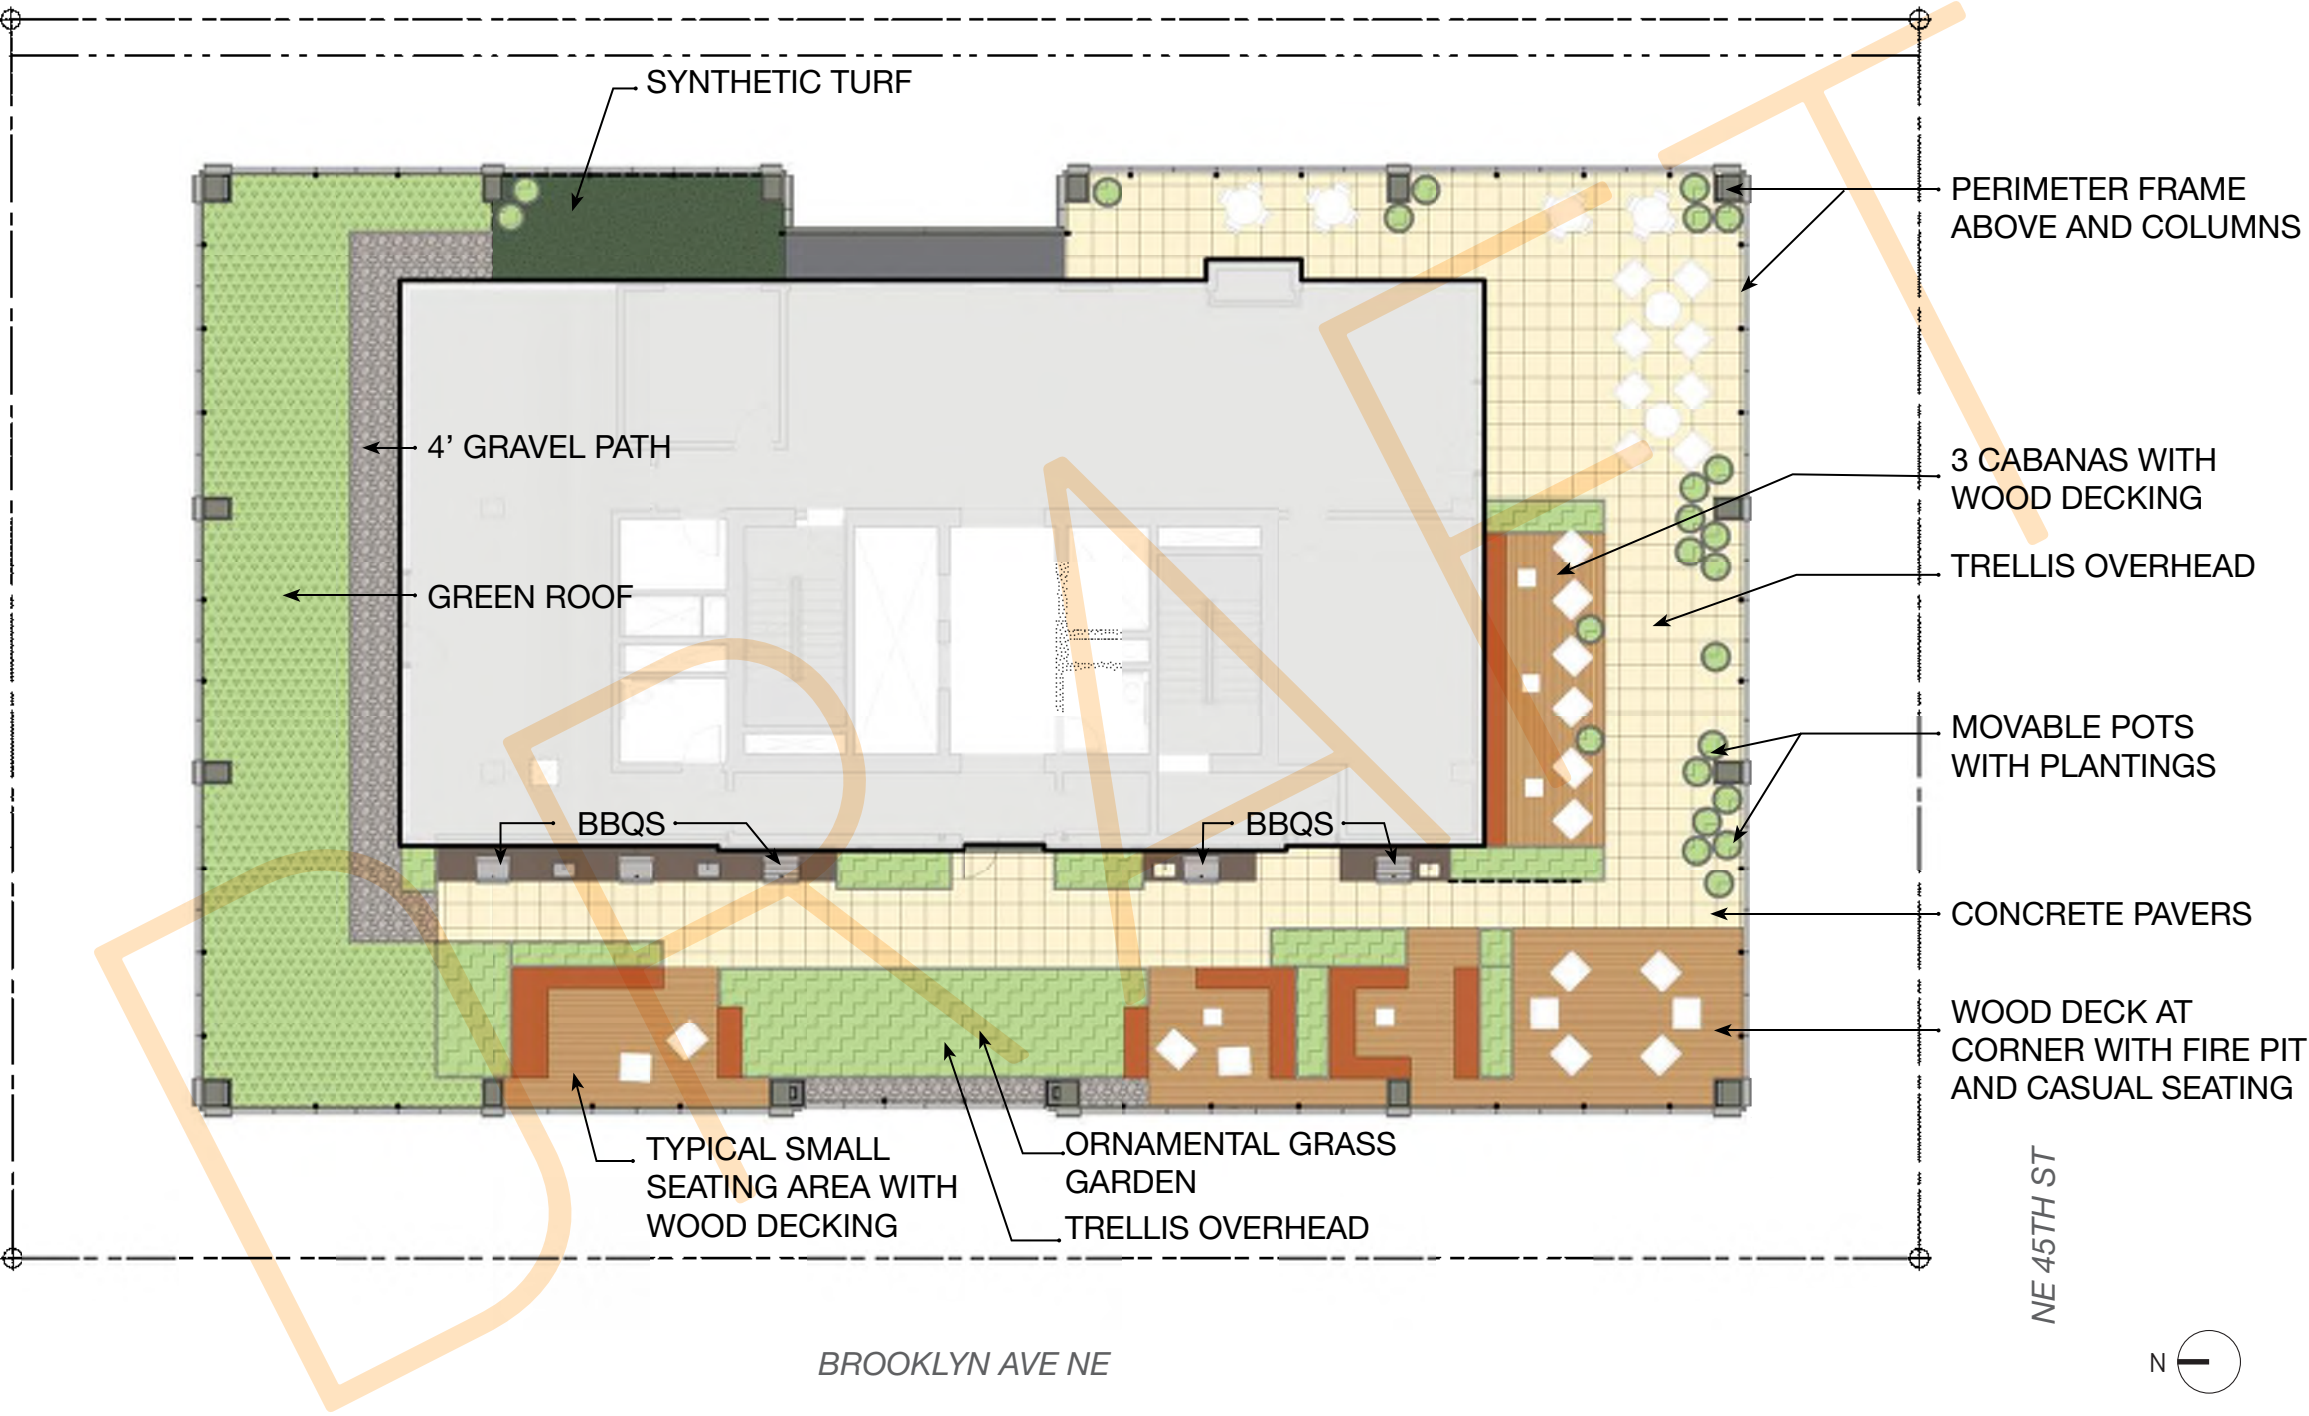 SYNTHETIC TURF
PERIMETER FRAME
ABOVE AND COLUMNS
4’ GRAVEL PATH
3 CABANAS WITH
WOOD DECKING
TRELLIS OVERHEAD
GREEN ROOF
MOVABLE POTS
WITH PLANTINGS
BBQS
BBQS
CONCRETE PAVERS
WOOD DECK AT
CORNER WITH FIRE PIT
AND CASUAL SEATING
TYPICAL SMALL
SEATING AREA WITH
WOOD DECKING
ORNAMENTAL GRASS
GARDEN
TRELLIS OVERHEAD
NE 45TH ST
BROOKLYN AVE NE
N
DRAFT